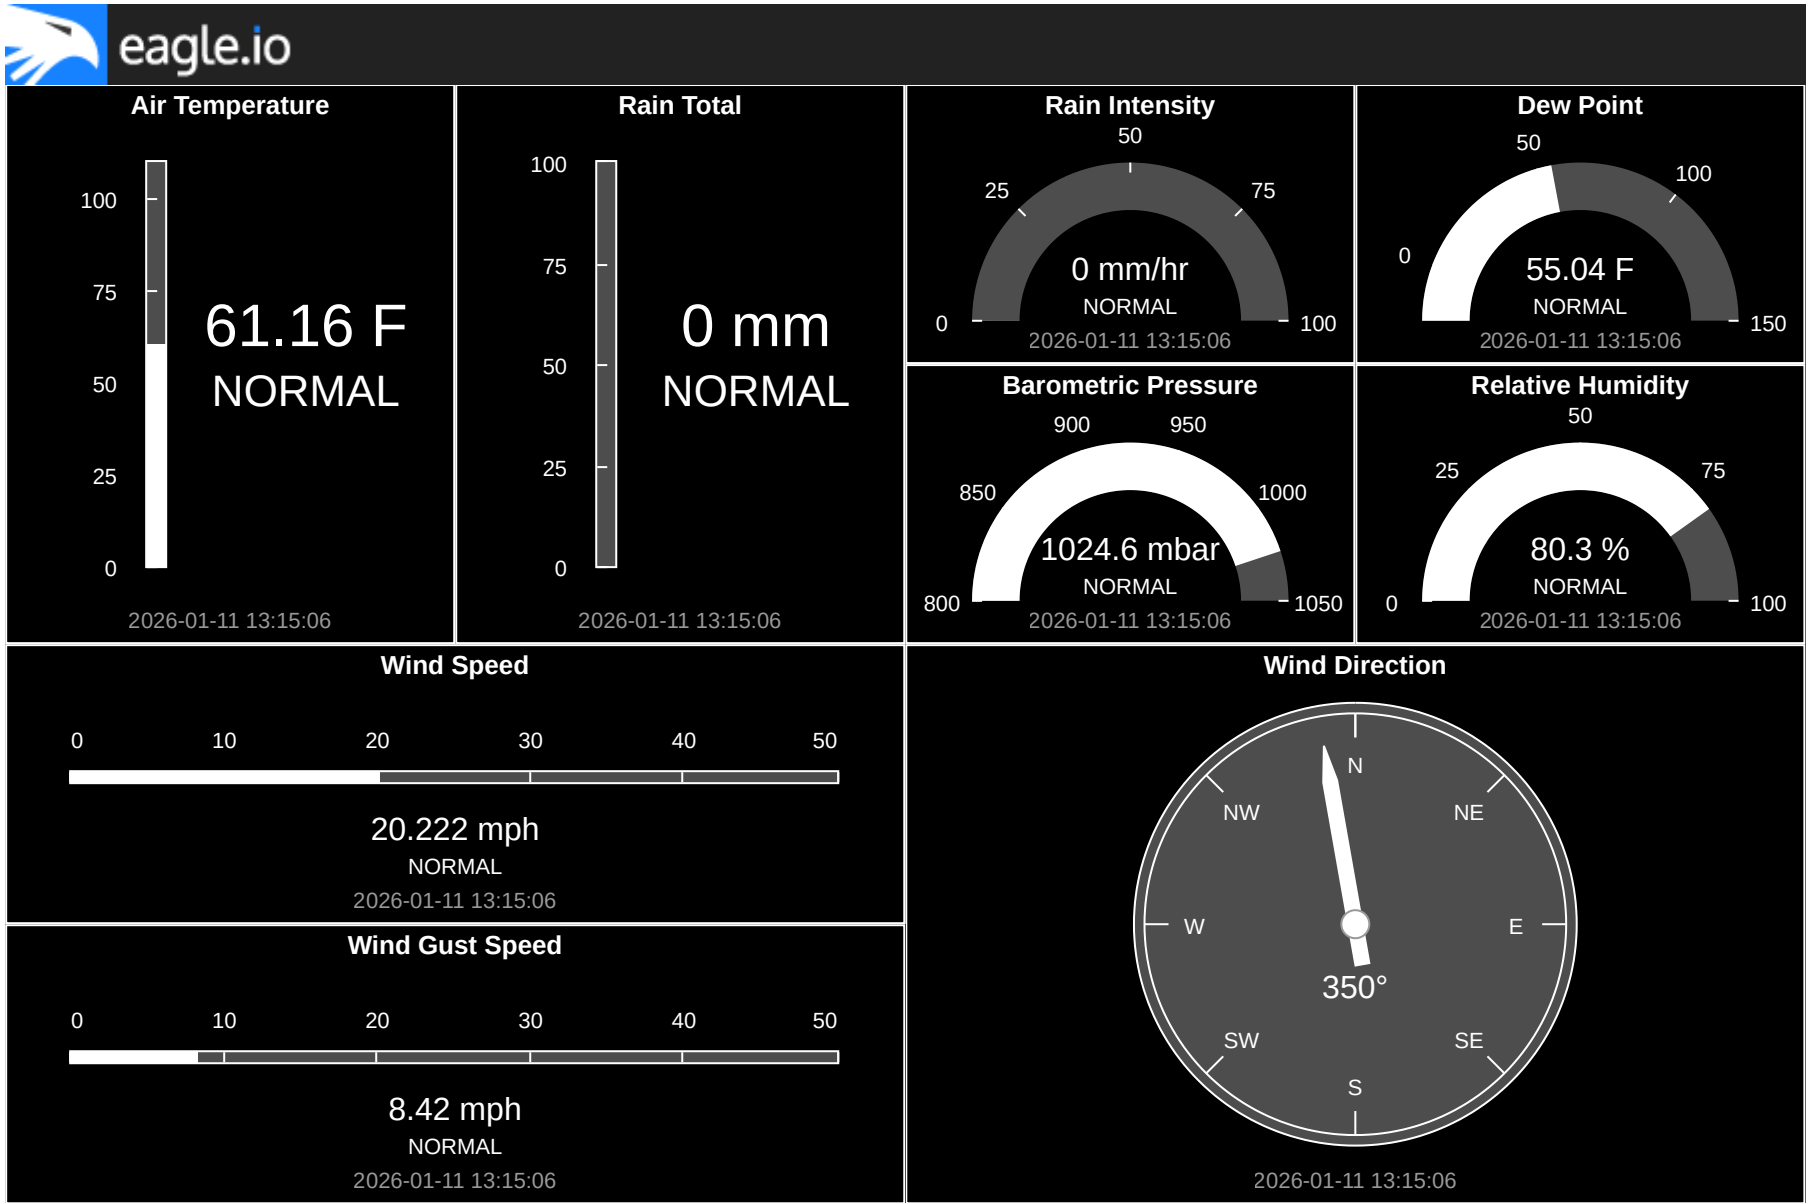 eagle.io
Air Temperature
100
75
50
25
0
61.16 F
NORMAL
2026-01-11 13:15:06
Rain Total
100
75
50
25
0
0 mm
NORMAL
2026-01-11 13:15:06
Rain Intensity
0
25
50
75
100
0 mm/hr
NORMAL
2026-01-11 13:15:06
Dew Point
0
50
100
150
55.04 F
NORMAL
2026-01-11 13:15:06
Barometric Pressure
800
850
900
950
1000
1050
1024.6 mbar
NORMAL
2026-01-11 13:15:06
Relative Humidity
0
25
50
75
100
80.3 %
NORMAL
2026-01-11 13:15:06
Wind Speed
0 10 20 30 40 50
20.222 mph
NORMAL
2026-01-11 13:15:06
Wind Gust Speed
0 10 20 30 40 50
8.42 mph
NORMAL
2026-01-11 13:15:06
Wind Direction
N
NW NE
W E
350°
SW SE
S
2026-01-11 13:15:06